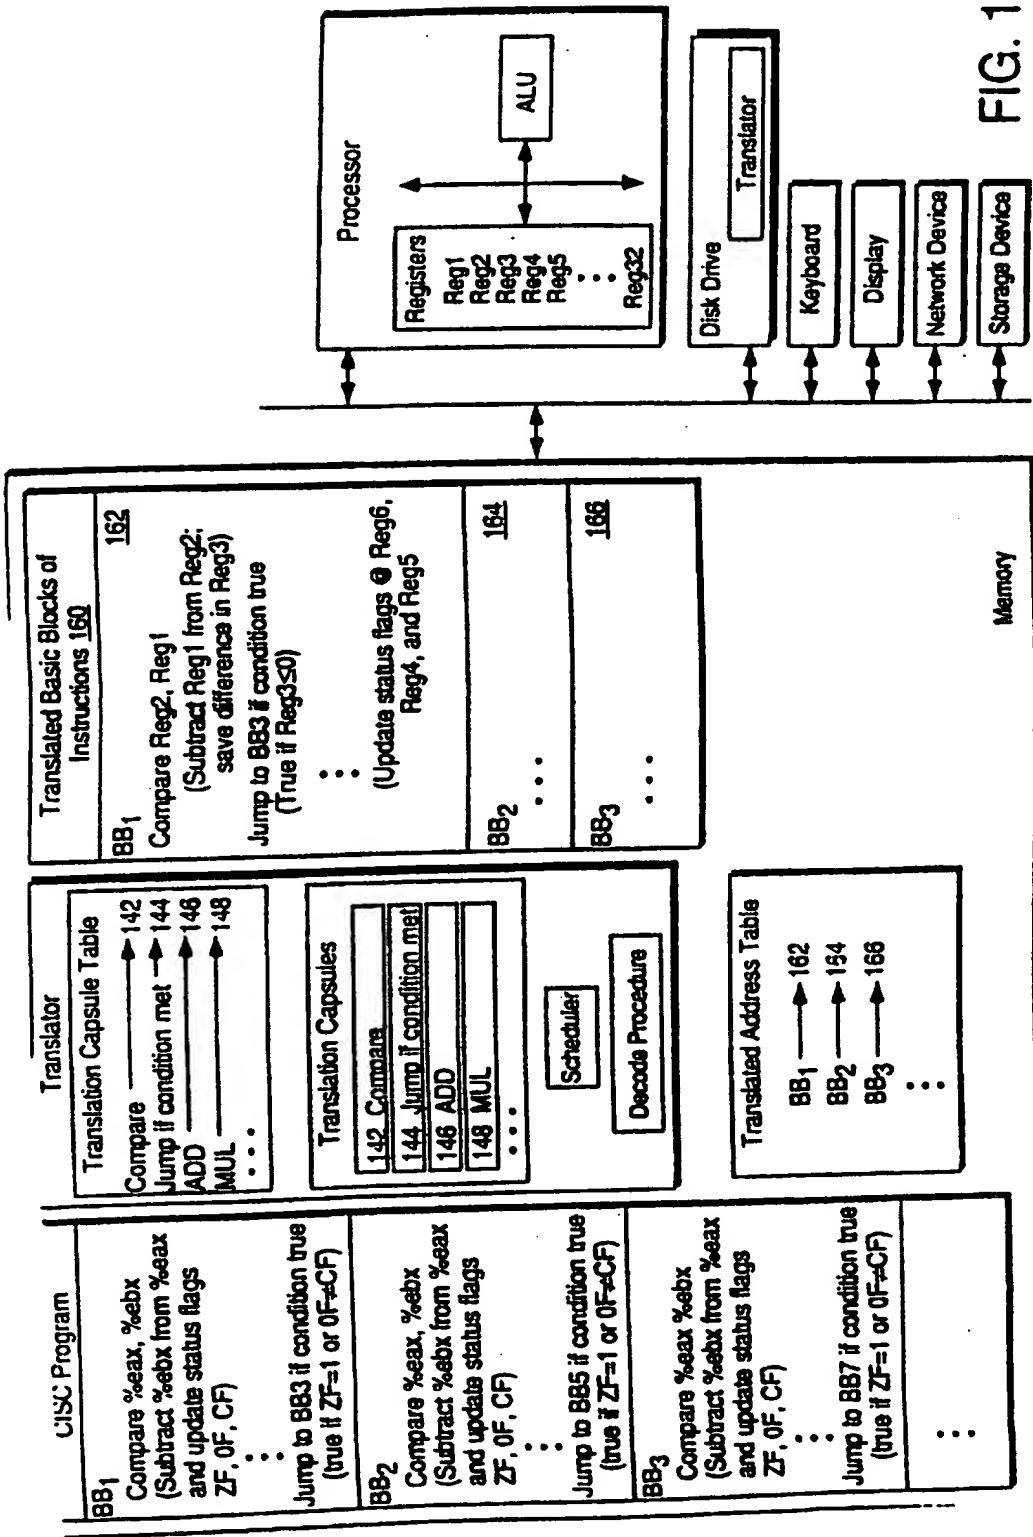 CISC Program
BB1
Compare %eax, %ebx
(Subtract %ebx from %eax
and update status flags
ZF, 0F, CF)
Jump to BB3 if condition true
(true if ZF=1 or 0F≠CF)
BB2
Compare %eax, %ebx
(Subtract %ebx from %eax
and update status flags
ZF, 0F, CF)
Jump to BB5 if condition true
(true if ZF=1 or 0F≠CF)
BB3
Compare %eax %ebx
(Subtract %ebx from %eax
and update status flags
ZF, 0F, CF)
Jump to BB7 if condition true
(true if ZF=1 or 0F≠CF)
Translator
Translation Capsule Table
Compare 142
Jump if condition met 144
ADD 146
MUL 148
Translation Capsules
142 Compare
144 Jump if condition met
146 ADD
148 MUL
Scheduler
Decode Procedure
Translated Address Table
BB1 162
BB2 164
BB3 166
Translated Basic Blocks of
Instructions 160
BB1 162
Compare Reg2, Reg1
(Subtract Reg1 from Reg2;
save difference in Reg3)
Jump to BB3 if condition true
(True if Reg3≤0)
(Update status flags @ Reg6,
Reg4, and Reg5
BB2 164
BB3 166
Memory
Processor
Registers
Reg1
Reg2
Reg3
Reg4
Reg5
Reg32
ALU
Disk Drive
Translator
Keyboard
Display
Network Device
Storage Device
FIG. 1